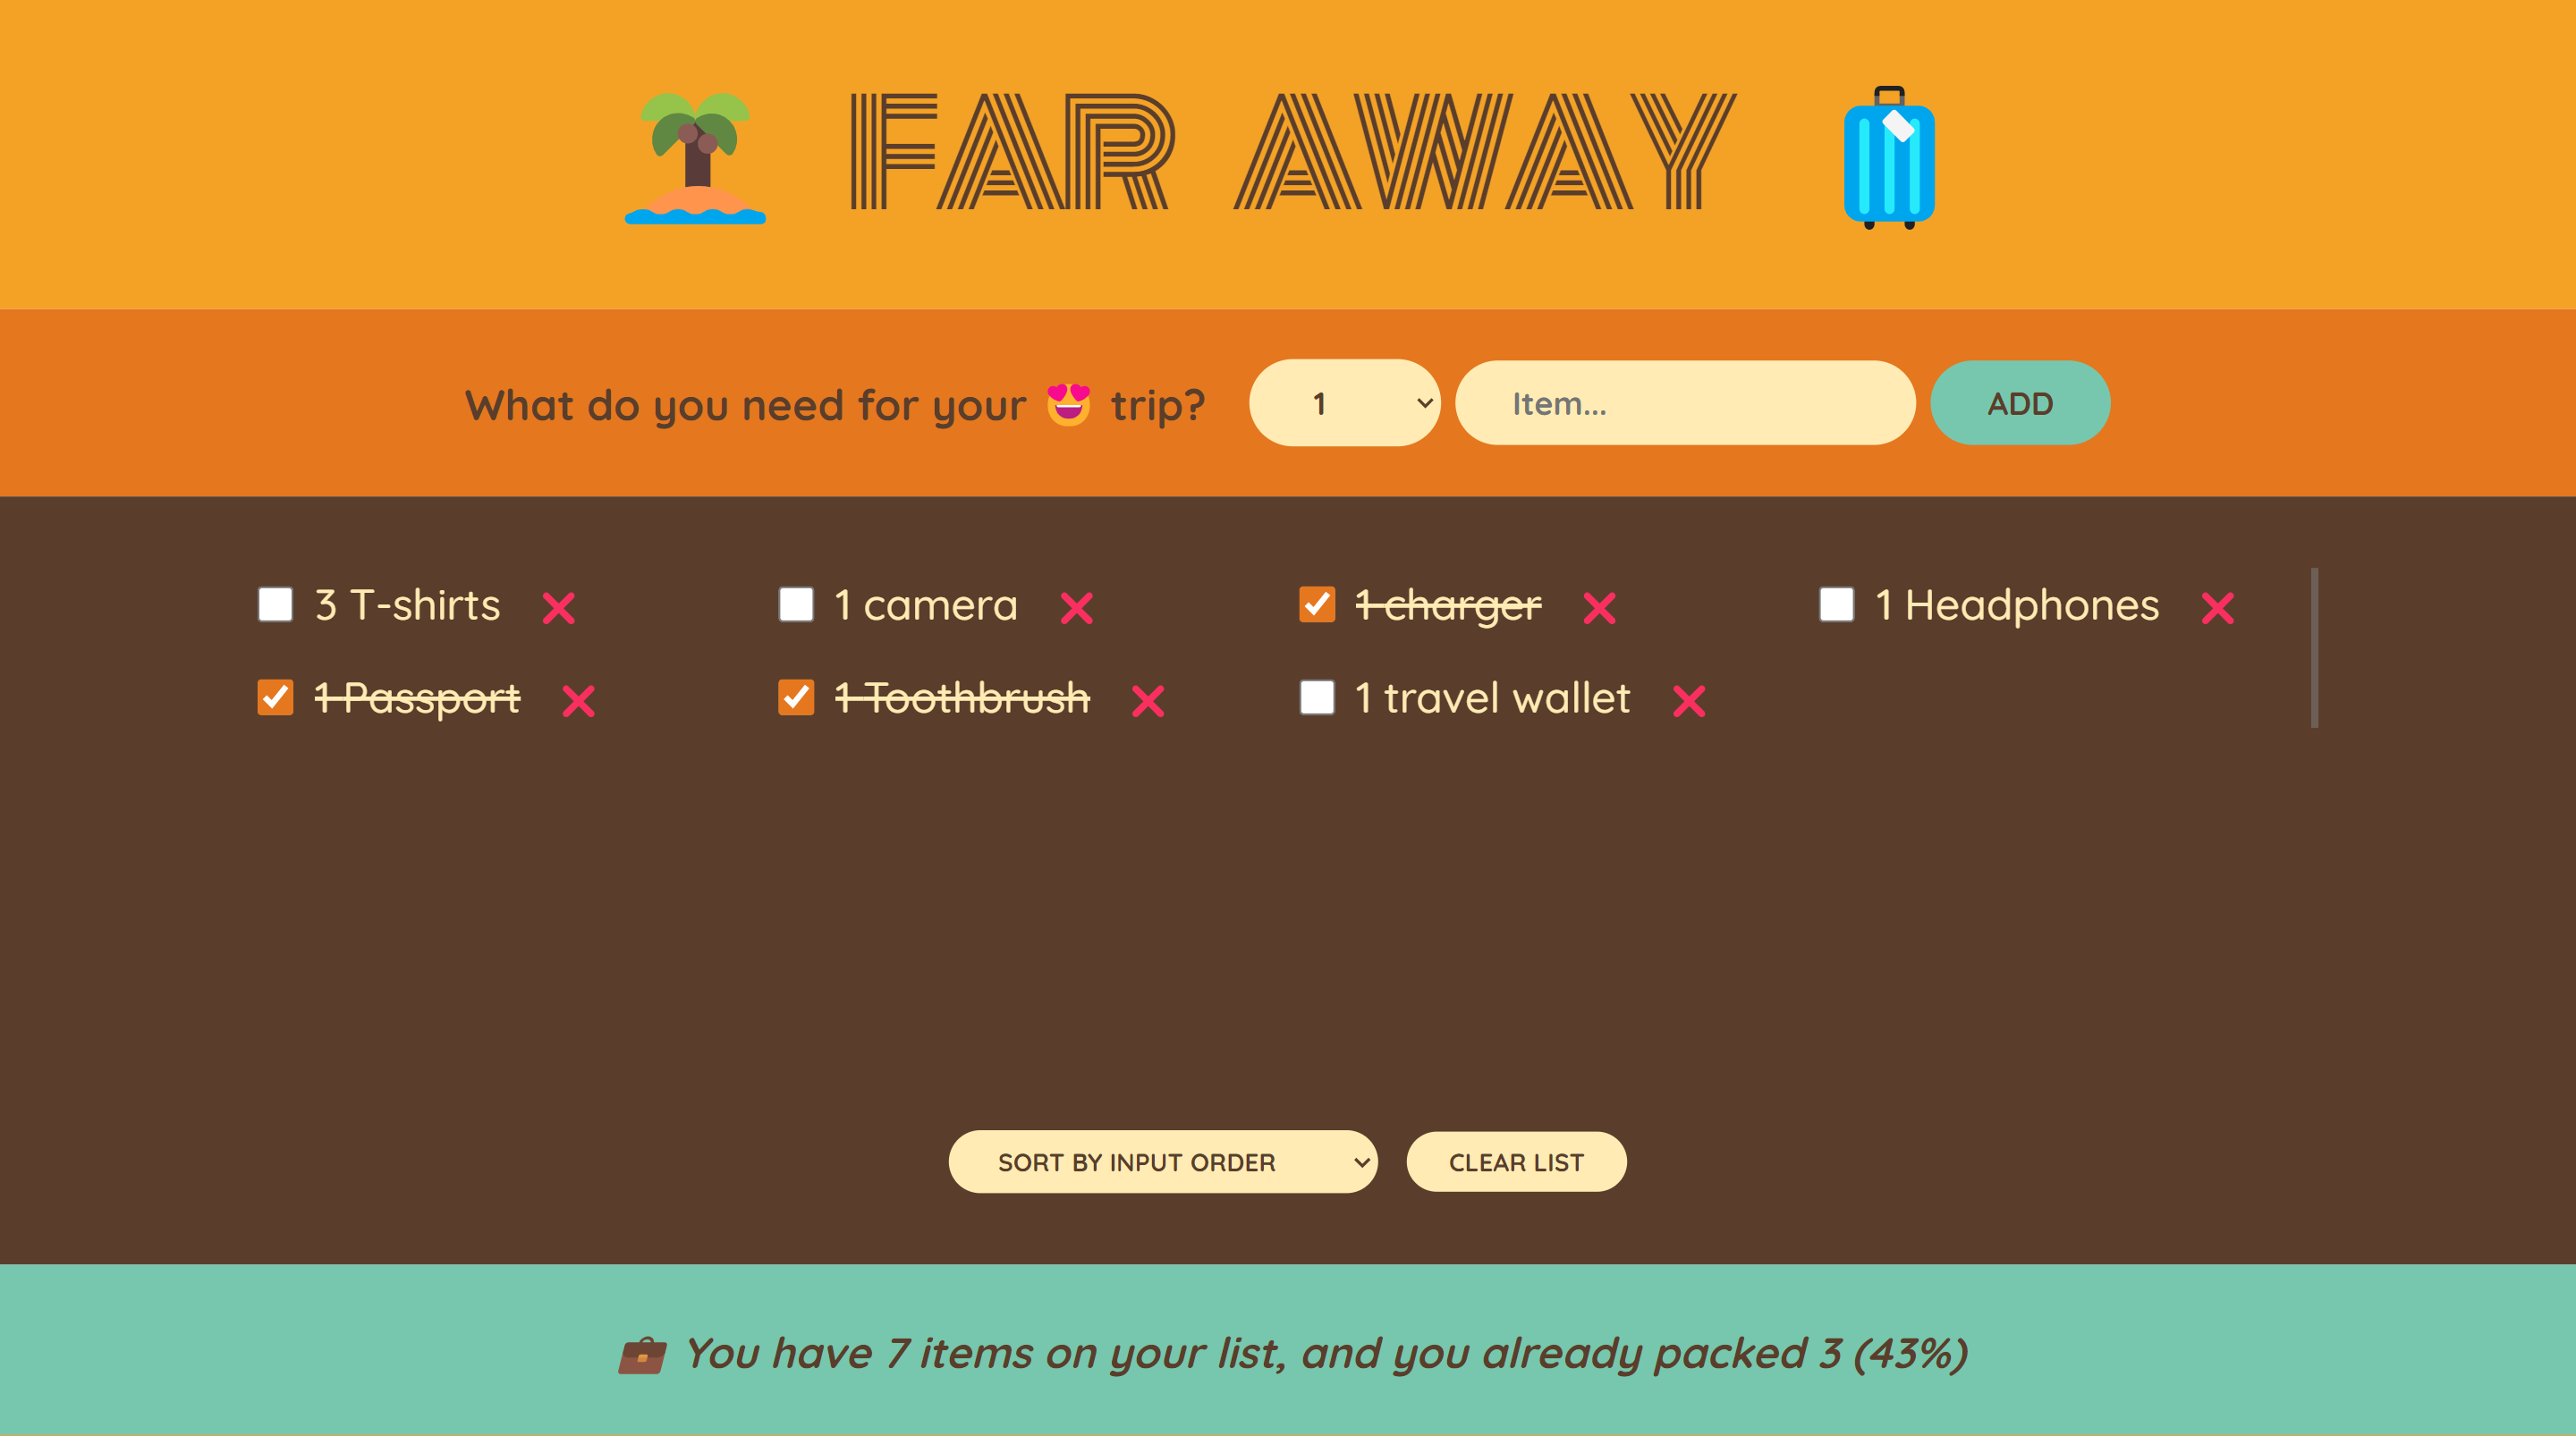 FAR AWAY
What do you need for your 😍 trip? 1 Item... ADD
3 T-shirts ❌ 1 camera ❌ 1 charger ❌ 1 Headphones ❌
1 Passport ❌ 1 Toothbrush ❌ 1 travel wallet ❌
SORT BY INPUT ORDER CLEAR LIST
💼 You have 7 items on your list, and you already packed 3 (43%)